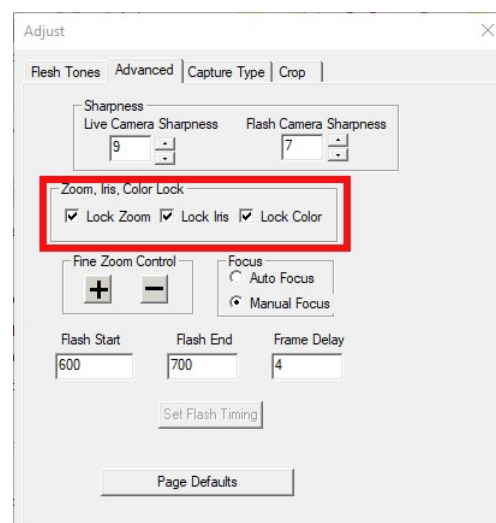 Adjust
Flesh Tones Advanced Capture Type Crop
Sharpness
Live Camera Sharpness Flash Camera Sharpness
9 7
Zoom, Iris, Color Lock
Lock Zoom Lock Iris Lock Color
Fine Zoom Control Focus
Auto Focus
+ −
Manual Focus
Flash Start Flash End Frame Delay
600 700 4
Set Flash Timing
Page Defaults